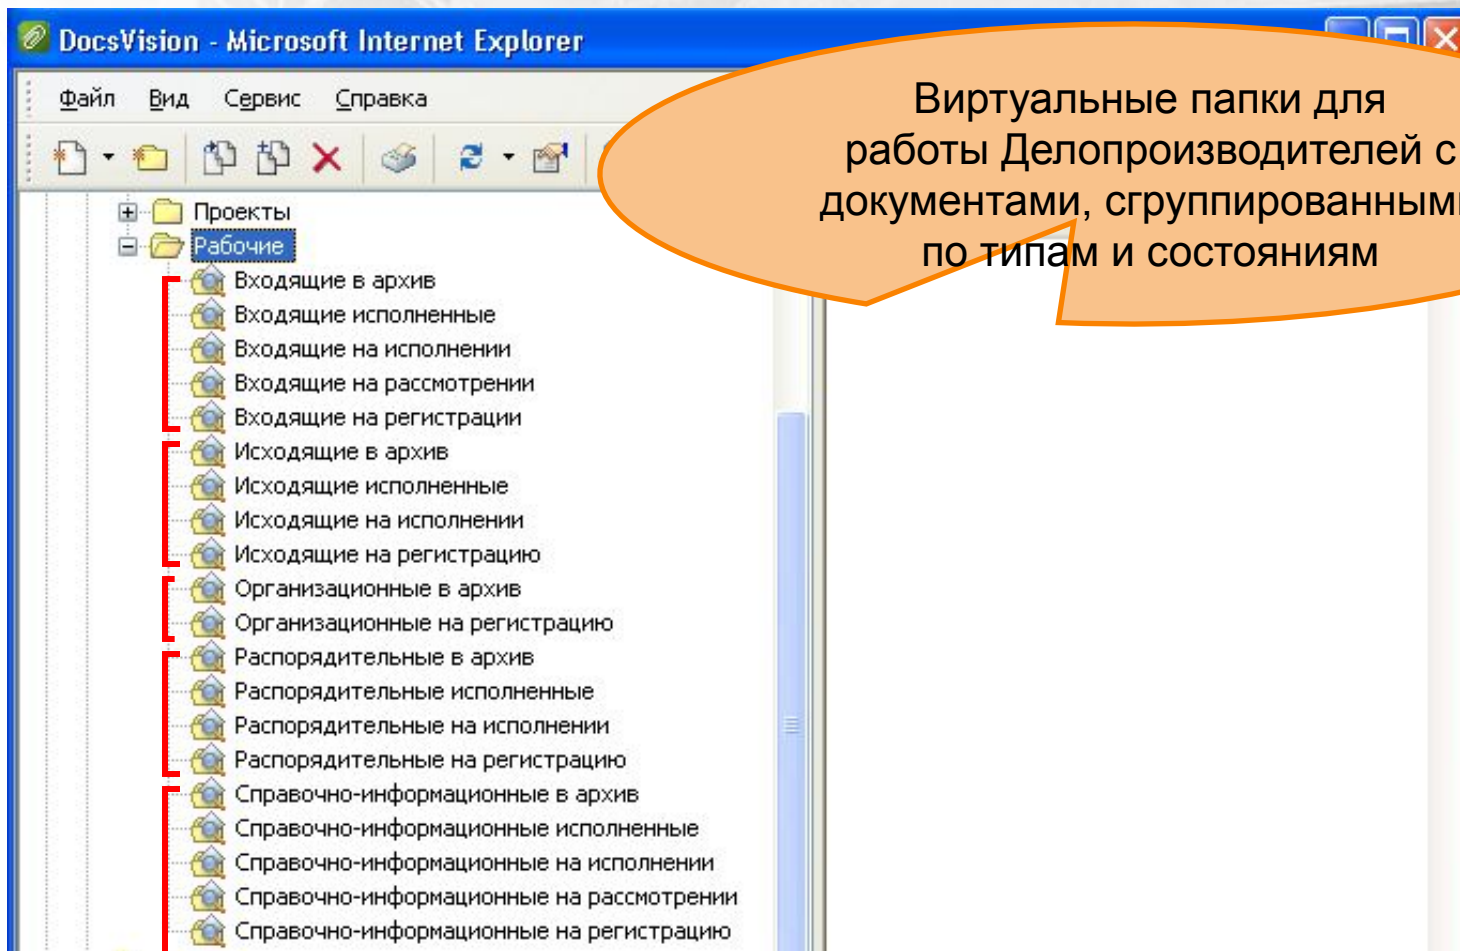 DocsVision - Microsoft Internet Explorer
Файл Вид Сервис Справка
Виртуальные папки для
работы Делопроизводителей с
документами, сгруппированными
по типам и состояниям
Проекты
Рабочие
Входящие в архив
Входящие исполненные
Входящие на исполнении
Входящие на рассмотрении
Входящие на регистрации
Исходящие в архив
Исходящие исполненные
Исходящие на исполнении
Исходящие на регистрацию
Организационные в архив
Организационные на регистрацию
Распорядительные в архив
Распорядительные исполненные
Распорядительные на исполнении
Распорядительные на регистрацию
Справочно-информационные в архив
Справочно-информационные исполненные
Справочно-информационные на исполнении
Справочно-информационные на рассмотрении
Справочно-информационные на регистрацию